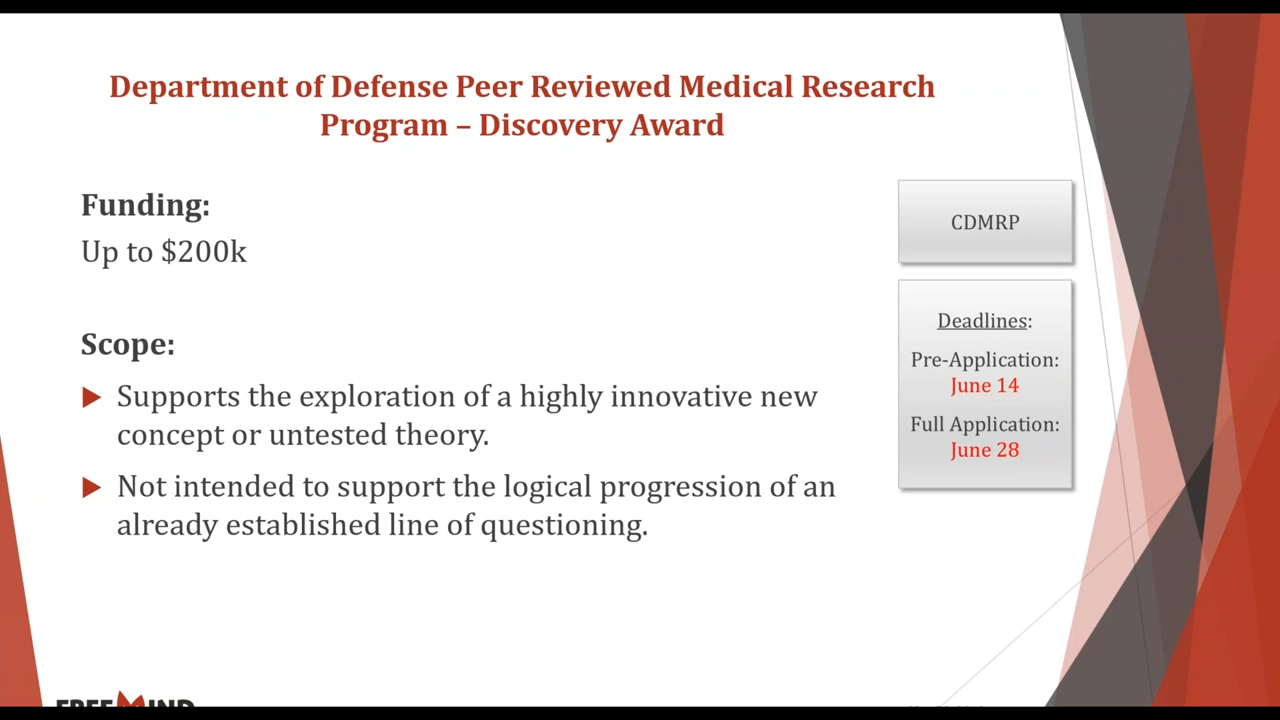 Department of Defense Peer Reviewed Medical Research
Program – Discovery Award
Funding:
Up to $200k
Scope:
Supports the exploration of a highly innovative new
concept or untested theory.
Not intended to support the logical progression of an
already established line of questioning.
CDMRP
Deadlines:
Pre-Application:
June 14
Full Application:
June 28
FREEMIND